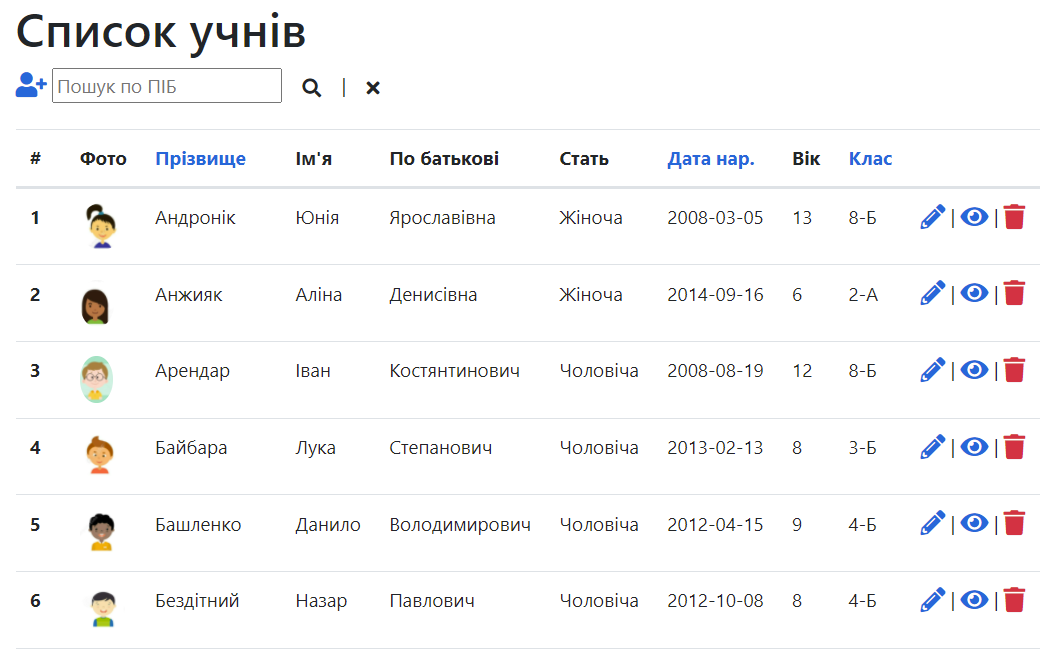 Список учнів
Пошук по ПІБ |
# Фото Прізвище Ім'я По батькові Стать Дата нар. Вік Клас
1 Андронік Юнія Ярославівна Жіноча 2008-03-05 13 8-Б | |
2 Анжияк Аліна Денисівна Жіноча 2014-09-16 6 2-А | |
3 Арендар Іван Костянтинович Чоловіча 2008-08-19 12 8-Б | |
4 Байбара Лука Степанович Чоловіча 2013-02-13 8 3-Б | |
5 Башленко Данило Володимирович Чоловіча 2012-04-15 9 4-Б | |
6 Бездітний Назар Павлович Чоловіча 2012-10-08 8 4-Б | |